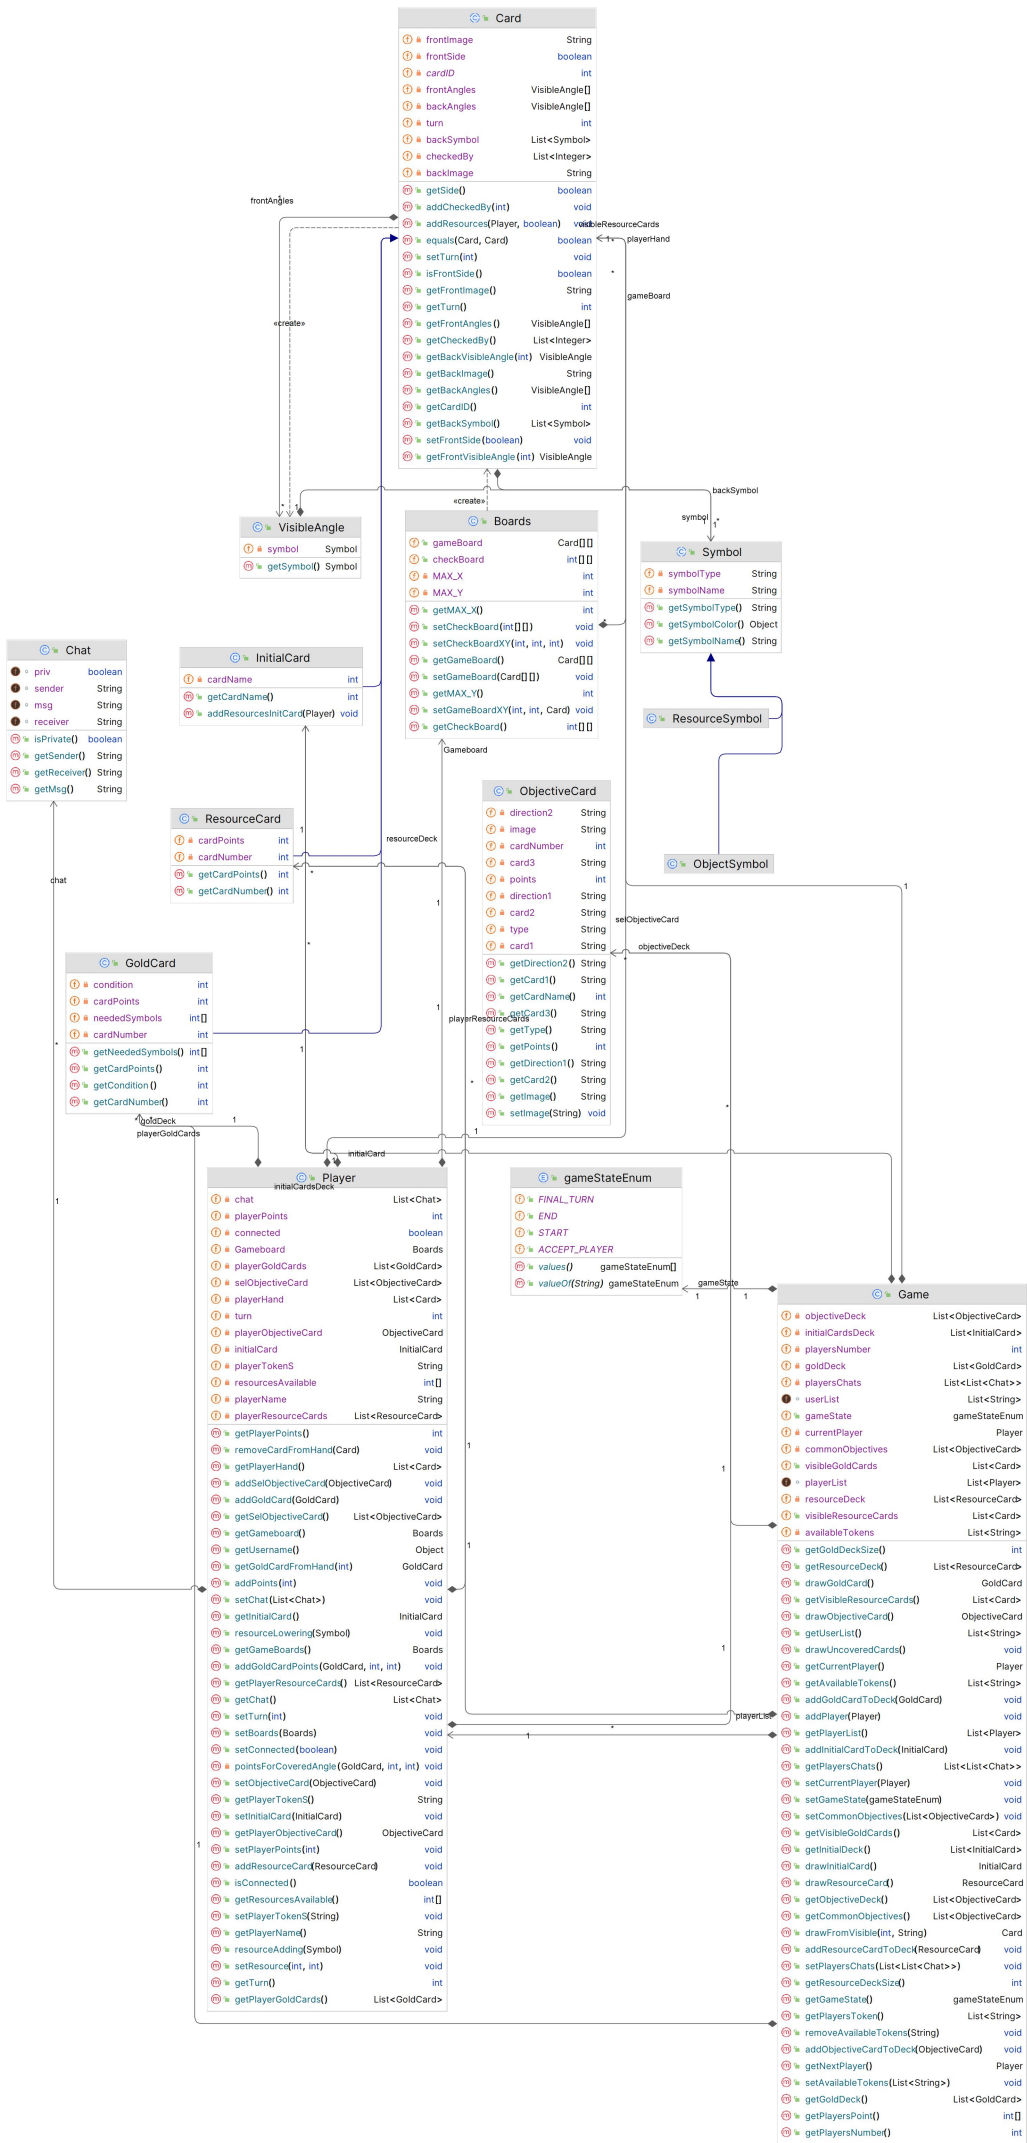 Card
frontImage String
frontSide boolean
cardID int
frontAngles VisibleAngle[]
backAngles VisibleAngle[]
turn int
backSymbol List<Symbol>
checkedBy List<Integer>
backImage String
getSide() boolean
addCheckedBy(int) void
addResources(Player, boolean) void
equals(Card, Card) boolean
setTurn(int) void
isFrontSide() boolean
getFrontImage() String
getTurn() int
getFrontAngles() VisibleAngle[]
getCheckedBy() List<Integer>
getBackVisibleAngle(int) VisibleAngle
getBackImage() String
getBackAngles() VisibleAngle[]
getCardID() int
getBackSymbol() List<Symbol>
setFrontSide(boolean) void
getFrontVisibleAngle(int) VisibleAngle
frontAngles
visibleResourceCards
1 *
playerHand
*
gameBoard
«create»
«create»
backSymbol
symbol
1
1 *
* 1
VisibleAngle
symbol Symbol
getSymbol() Symbol
Boards
gameBoard Card[][]
checkBoard int[][]
MAX_X int
MAX_Y int
getMAX_X() int
setCheckBoard(int[][]) void
setCheckBoardXY(int, int, int) void
getGameBoard() Card[][]
setGameBoard(Card[][]) void
getMAX_Y() int
setGameBoardXY(int, int, Card) void
getCheckBoard() int[][]
*
Gameboard
Symbol
symbolType String
symbolName String
getSymbolType() String
getSymbolColor() Object
getSymbolName() String
ResourceSymbol
ObjectSymbol
Chat
priv boolean
sender String
msg String
receiver String
isPrivate() boolean
getSender() String
getReceiver() String
getMsg() String
InitialCard
cardName int
getCardName() int
addResourcesInitCard(Player) void
ResourceCard
cardPoints int
cardNumber int
getCardPoints() int
getCardNumber() int
1
resourceDeck
*
chat
1
1
*
selObjectiveCard
*
objectiveDeck
ObjectiveCard
direction2 String
image String
cardNumber int
card3 String
points int
direction1 String
card2 String
type String
card1 String
getDirection2() String
getCard1() String
getCardName() int
getCard3() String
getType() String
getPoints() int
getDirection1() String
getCard2() String
getImage() String
setImage(String) void
GoldCard
condition int
cardPoints int
neededSymbols int[]
cardNumber int
getNeededSymbols() int[]
getCardPoints() int
getCondition() int
getCardNumber() int
playerResourceCards
1
*
1
*
*
goldDeck
playerGoldCards
1
1
initialCard
initialCardsDeck
1
Player
chat List<Chat>
playerPoints int
connected boolean
Gameboard Boards
playerGoldCards List<GoldCard>
selObjectiveCard List<ObjectiveCard>
playerHand List<Card>
turn int
playerObjectiveCard ObjectiveCard
initialCard InitialCard
playerTokenS String
resourcesAvailable int[]
playerName String
playerResourceCards List<ResourceCard>
getPlayerPoints() int
removeCardFromHand(Card) void
getPlayerHand() List<Card>
addSelObjectiveCard(ObjectiveCard) void
addGoldCard(GoldCard) void
getSelObjectiveCard() List<ObjectiveCard>
getGameboard() Boards
getUsername() Object
getGoldCardFromHand(int) GoldCard
addPoints(int) void
setChat(List<Chat>) void
getInitialCard() InitialCard
resourceLowering(Symbol) void
getGameBoards() Boards
addGoldCardPoints(GoldCard, int, int) void
getPlayerResourceCards() List<ResourceCard>
getChat() List<Chat>
setTurn(int) void
setBoards(Boards) void
setConnected(boolean) void
pointsForCoveredAngle(GoldCard, int, int) void
setObjectiveCard(ObjectiveCard) void
getPlayerTokenS() String
setInitialCard(InitialCard) void
getPlayerObjectiveCard() ObjectiveCard
setPlayerPoints(int) void
addResourceCard(ResourceCard) void
isConnected() boolean
getResourcesAvailable() int[]
setPlayerTokenS(String) void
getPlayerName() String
resourceAdding(Symbol) void
setResource(int, int) void
getTurn() int
getPlayerGoldCards() List<GoldCard>
gameStateEnum
FINAL_TURN
END
START
ACCEPT_PLAYER
values() gameStateEnum[]
valueOf(String) gameStateEnum
gameState
1
1
1
1
1
1
playerList
*
1
1
Game
objectiveDeck List<ObjectiveCard>
initialCardsDeck List<InitialCard>
playersNumber int
goldDeck List<GoldCard>
playersChats List<List<Chat>>
userList List<String>
gameState gameStateEnum
currentPlayer Player
commonObjectives List<ObjectiveCard>
visibleGoldCards List<Card>
playerList List<Player>
resourceDeck List<ResourceCard>
visibleResourceCards List<Card>
availableTokens List<String>
getGoldDeckSize() int
getResourceDeck() List<ResourceCard>
drawGoldCard() GoldCard
getVisibleResourceCards() List<Card>
drawObjectiveCard() ObjectiveCard
getUserList() List<String>
drawUncoveredCards() void
getCurrentPlayer() Player
getAvailableTokens() List<String>
addGoldCardToDeck(GoldCard) void
addPlayer(Player) void
getPlayerList() List<Player>
addInitialCardToDeck(InitialCard) void
getPlayersChats() List<List<Chat>>
setCurrentPlayer(Player) void
setGameState(gameStateEnum) void
setCommonObjectives(List<ObjectiveCard>) void
getVisibleGoldCards() List<Card>
getInitialDeck() List<InitialCard>
drawInitialCard() InitialCard
drawResourceCard() ResourceCard
getObjectiveDeck() List<ObjectiveCard>
getCommonObjectives() List<ObjectiveCard>
drawFromVisible(int, String) Card
addResourceCardToDeck(ResourceCard) void
setPlayersChats(List<List<Chat>>) void
getResourceDeckSize() int
getGameState() gameStateEnum
getPlayersToken() List<String>
removeAvailableTokens(String) void
addObjectiveCardToDeck(ObjectiveCard) void
getNextPlayer() Player
setAvailableTokens(List<String>) void
getGoldDeck() List<GoldCard>
getPlayersPoint() int[]
getPlayersNumber() int